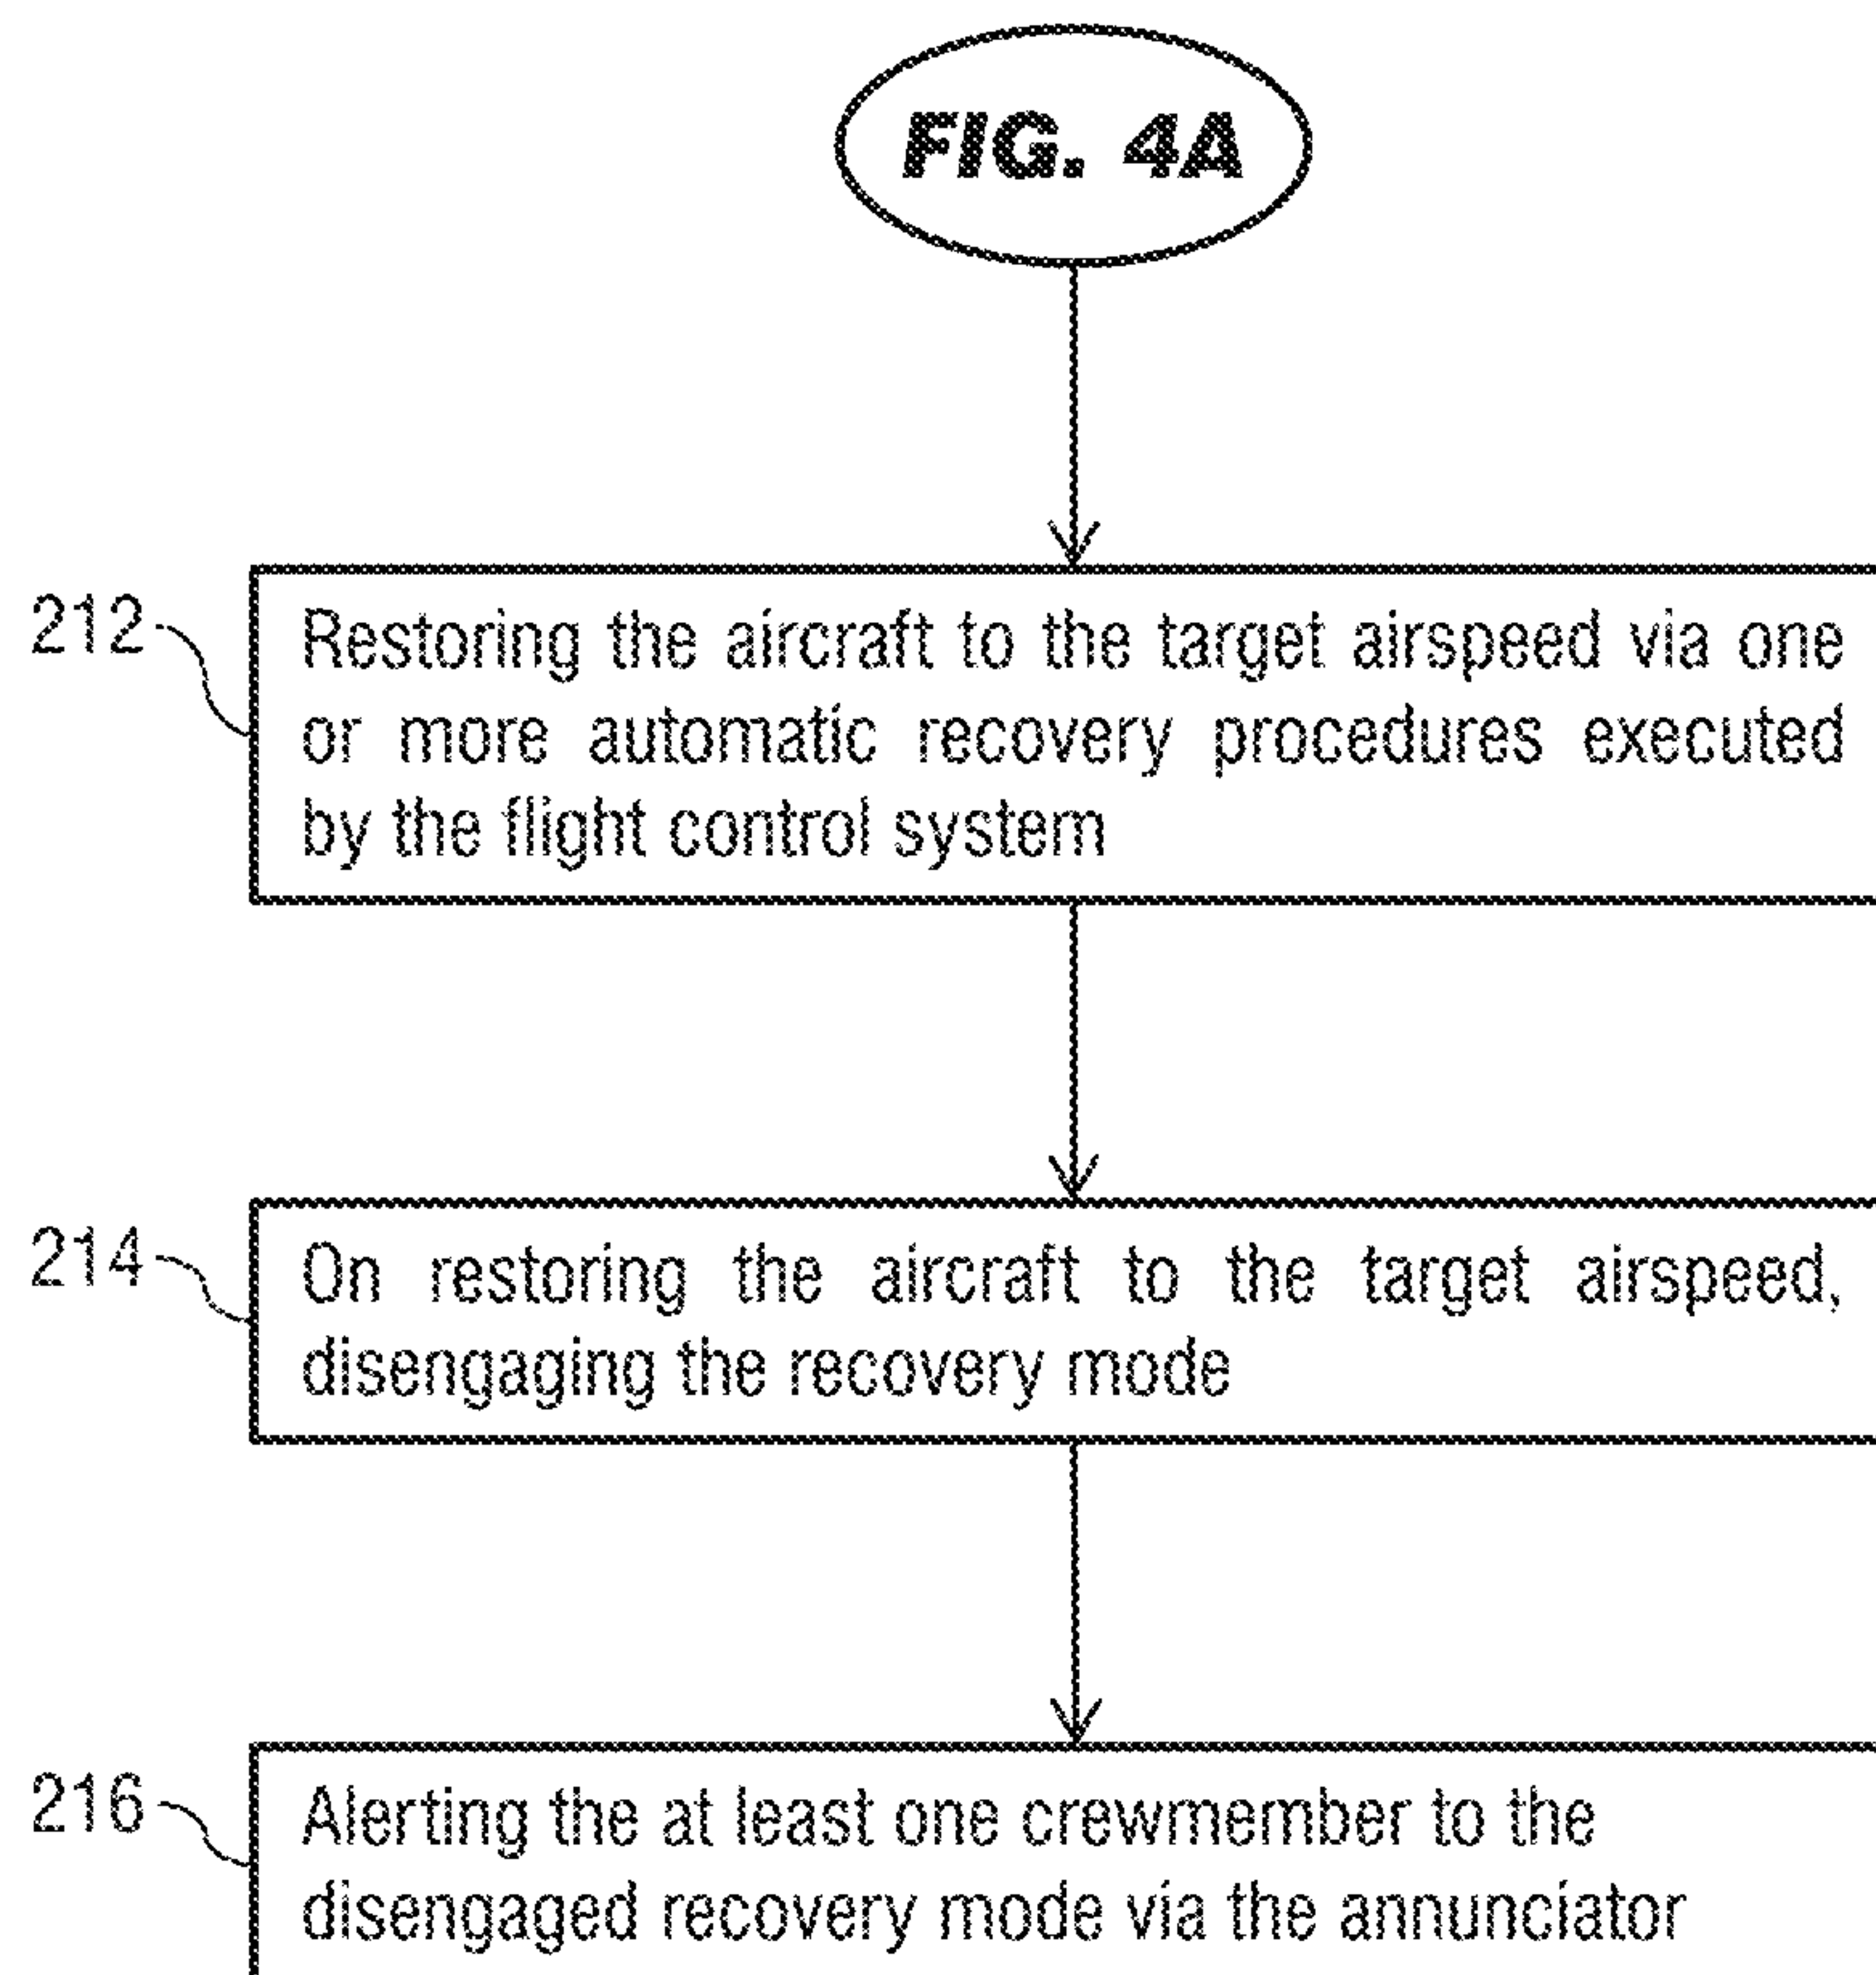 FIG. 4A
212
Restoring the aircraft to the target airspeed via one
or more automatic recovery procedures executed
by the flight control system
214
On restoring the aircraft to the target airspeed,
disengaging the recovery mode
216
Alerting the at least one crewmember to the
disengaged recovery mode via the annunciator